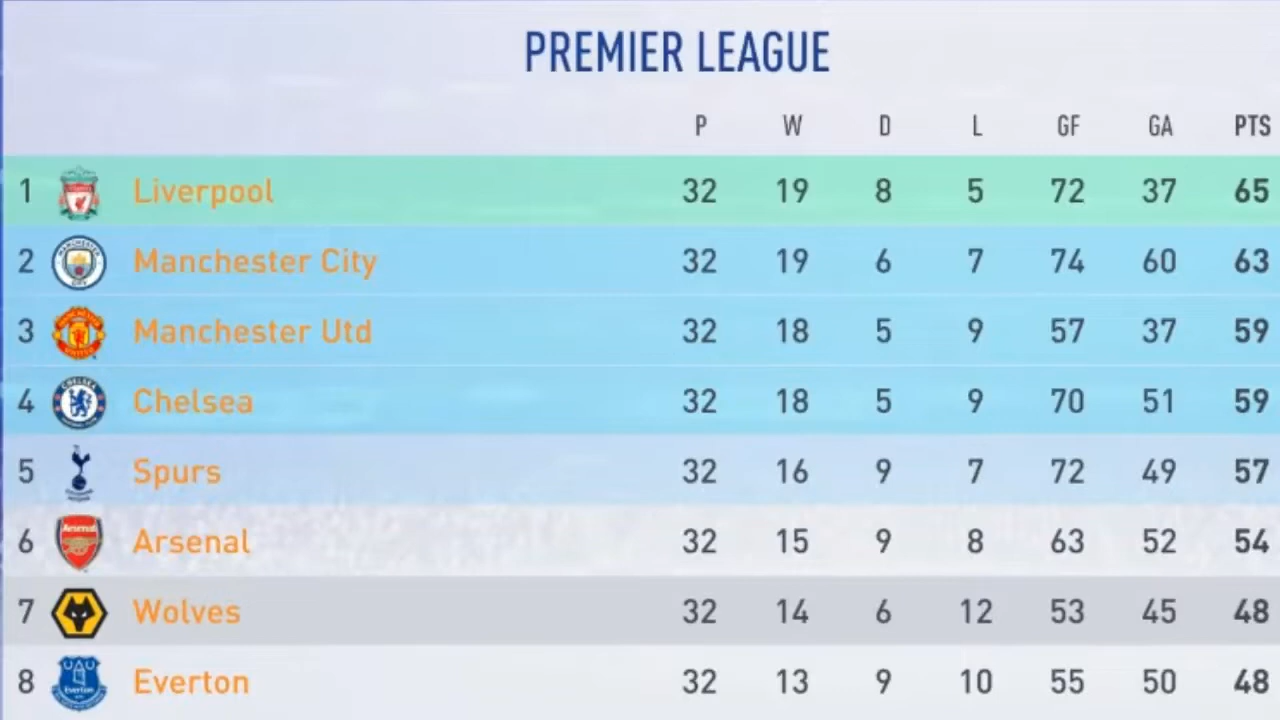 PREMIER LEAGUE
P W D L GF GA PTS
1 Liverpool 32 19 8 5 72 37 65
2 Manchester City 32 19 6 7 74 60 63
3 Manchester Utd 32 18 5 9 57 37 59
4 Chelsea 32 18 5 9 70 51 59
5 Spurs 32 16 9 7 72 49 57
6 Arsenal 32 15 9 8 63 52 54
7 Wolves 32 14 6 12 53 45 48
8 Everton 32 13 9 10 55 50 48